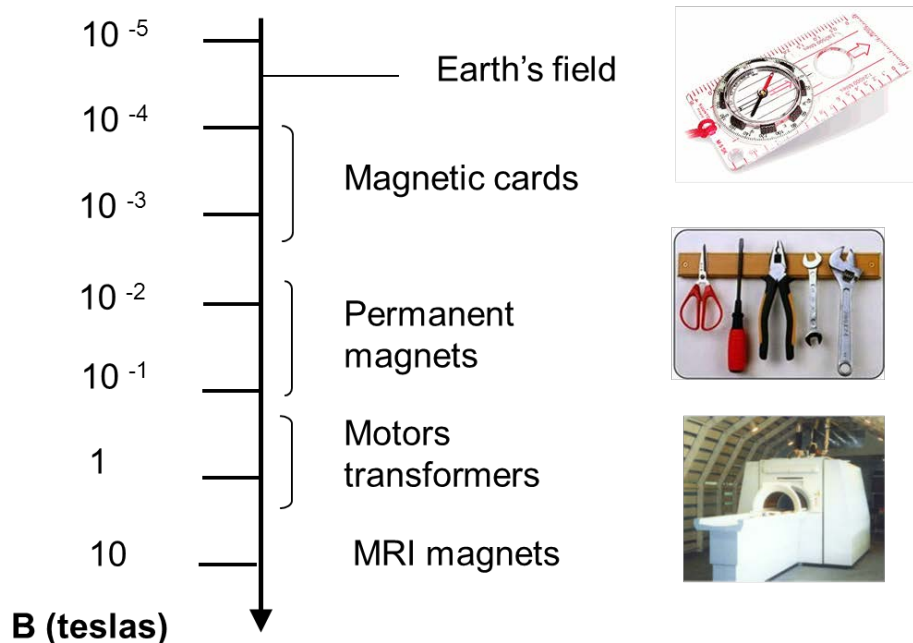 10 -5
Earth's field
10 -4
Magnetic cards
10 -3
10 -2
Permanent
magnets
10 -1
Motors
1
transformers
10
MRI magnets
B (teslas)